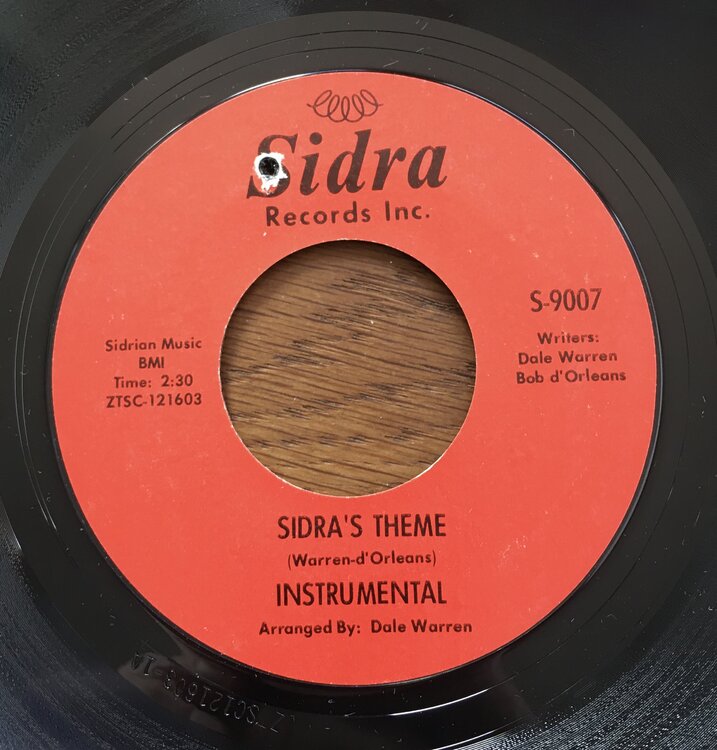 Sidra
Records Inc.
S-9007
Writers:
Dale Warren
Bob d'Orleans
Sidrian Music
BMI
Time: 2:30
ZTSC-121603
SIDRA'S THEME
(Warren-d'Orleans)
INSTRUMENTAL
Arranged By: Dale Warren